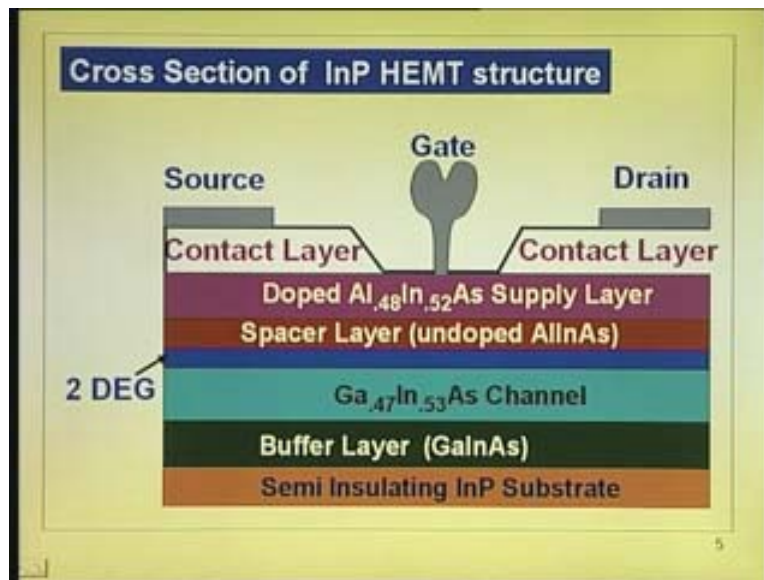 Cross Section of InP HEMT structure
Gate
Source
Drain
Contact Layer
Contact Layer
Doped Al.48In.52As Supply Layer
Spacer Layer (undoped AlInAs)
2 DEG
Ga.47In.53As Channel
Buffer Layer (GaInAs)
Semi Insulating InP Substrate
5